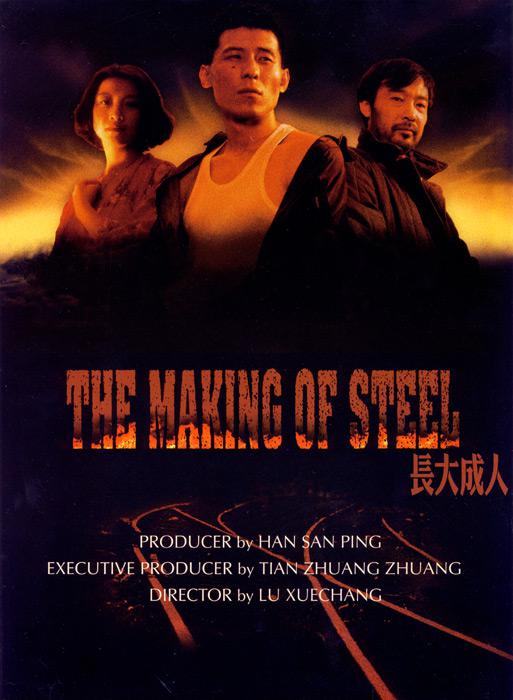 THE MAKING OF STEEL
長大成人
PRODUCER by HAN SAN PING
EXECUTIVE PRODUCER by TIAN ZHUANG ZHUANG
DIRECTOR by LU XUECHANG